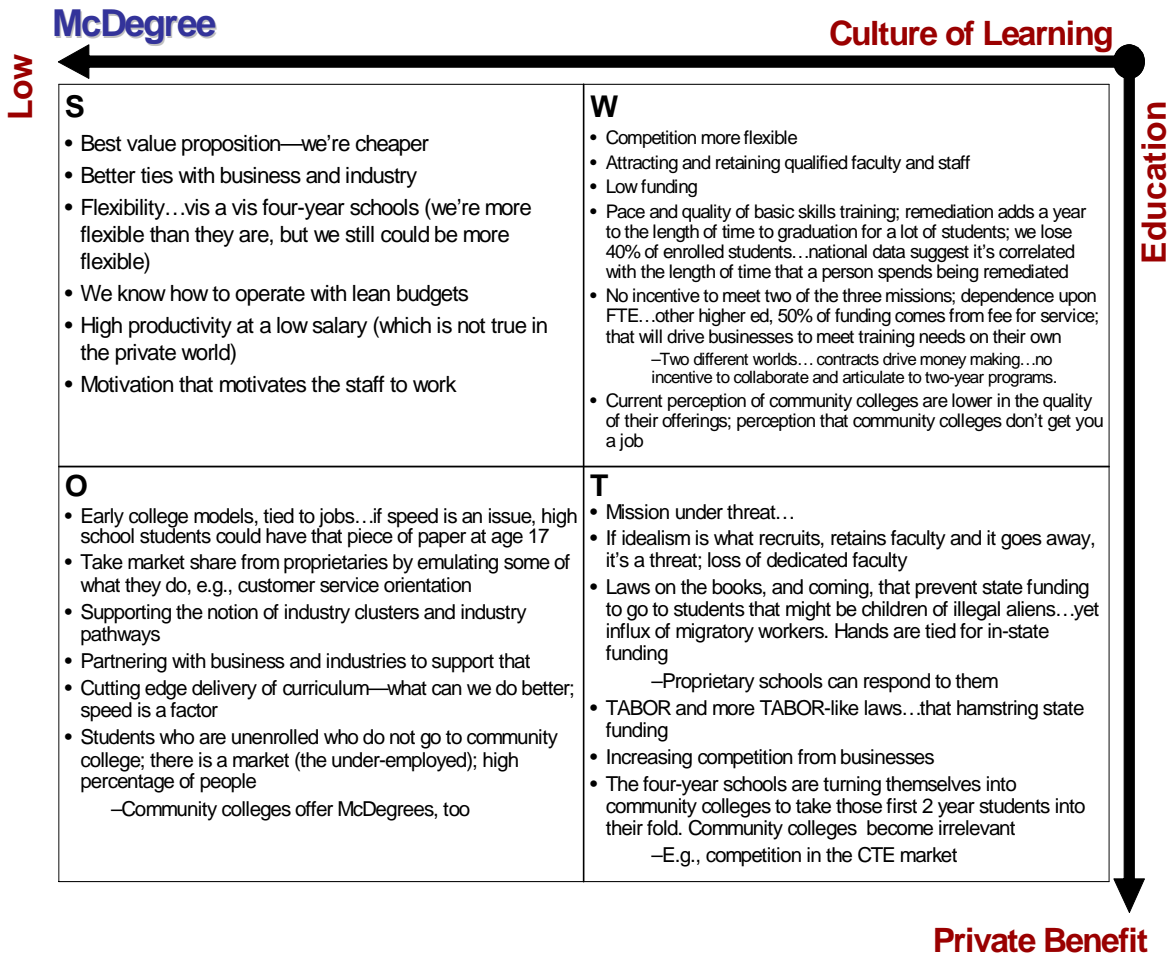 McDegree
Culture of Learning
Low
Education
S
• Best value proposition—we're cheaper
• Better ties with business and industry
• Flexibility…vis a vis four-year schools (we're more
flexible than they are, but we still could be more
flexible)
• We know how to operate with lean budgets
• High productivity at a low salary (which is not true in
the private world)
• Motivation that motivates the staff to work
W
• Competition more flexible
• Attracting and retaining qualified faculty and staff
• Low funding
• Pace and quality of basic skills training; remediation adds a year
to the length of time to graduation for a lot of students; we lose
40% of enrolled students…national data suggest it's correlated
with the length of time that a person spends being remediated
• No incentive to meet two of the three missions; dependence upon
FTE…other higher ed, 50% of funding comes from fee for service;
that will drive businesses to meet training needs on their own
–Two different worlds… contracts drive money making…no
incentive to collaborate and articulate to two-year programs.
• Current perception of community colleges are lower in the quality
of their offerings; perception that community colleges don't get you
a job
O
• Early college models, tied to jobs…if speed is an issue, high
school students could have that piece of paper at age 17
• Take market share from proprietaries by emulating some of
what they do, e.g., customer service orientation
• Supporting the notion of industry clusters and industry
pathways
• Partnering with business and industries to support that
• Cutting edge delivery of curriculum—what can we do better;
speed is a factor
• Students who are unenrolled who do not go to community
college; there is a market (the under-employed); high
percentage of people
–Community colleges offer McDegrees, too
T
• Mission under threat…
• If idealism is what recruits, retains faculty and it goes away,
it's a threat; loss of dedicated faculty
• Laws on the books, and coming, that prevent state funding
to go to students that might be children of illegal aliens…yet
influx of migratory workers. Hands are tied for in-state
funding
–Proprietary schools can respond to them
• TABOR and more TABOR-like laws…that hamstring state
funding
• Increasing competition from businesses
• The four-year schools are turning themselves into
community colleges to take those first 2 year students into
their fold. Community colleges become irrelevant
–E.g., competition in the CTE market
Private Benefit